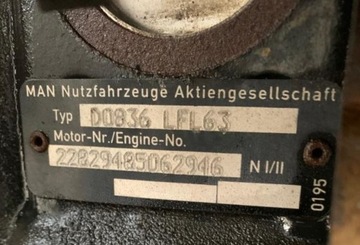 MAN Nutzfahrzeuge Aktiengesellschaft
Typ D0836 LFL63
Motor-Nr./Engine-No.
22829485062946 N I/II
0195